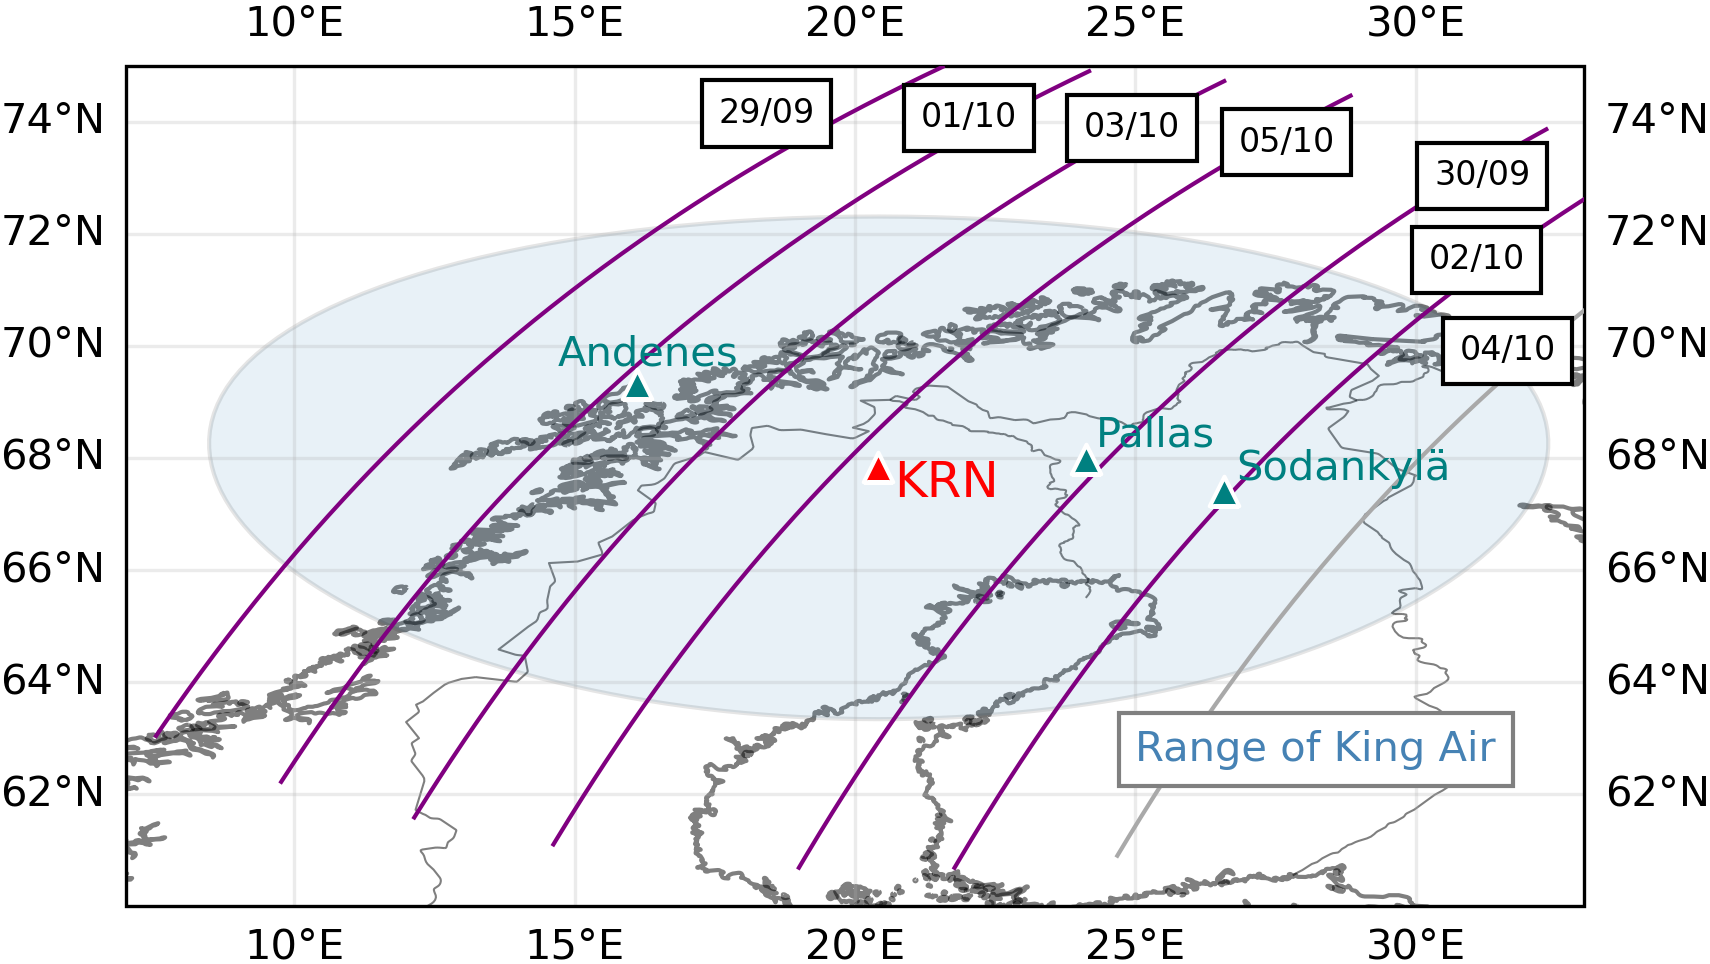 10°E 15°E 20°E 25°E 30°E
74°N 29/09 01/10 03/10 05/10 74°N
30/09
72°N 72°N
02/10
70°N Andenes 04/10 70°N
68°N KRN Pallas Sodankylä 68°N
66°N 66°N
64°N 64°N
Range of King Air
62°N 62°N
10°E 15°E 20°E 25°E 30°E